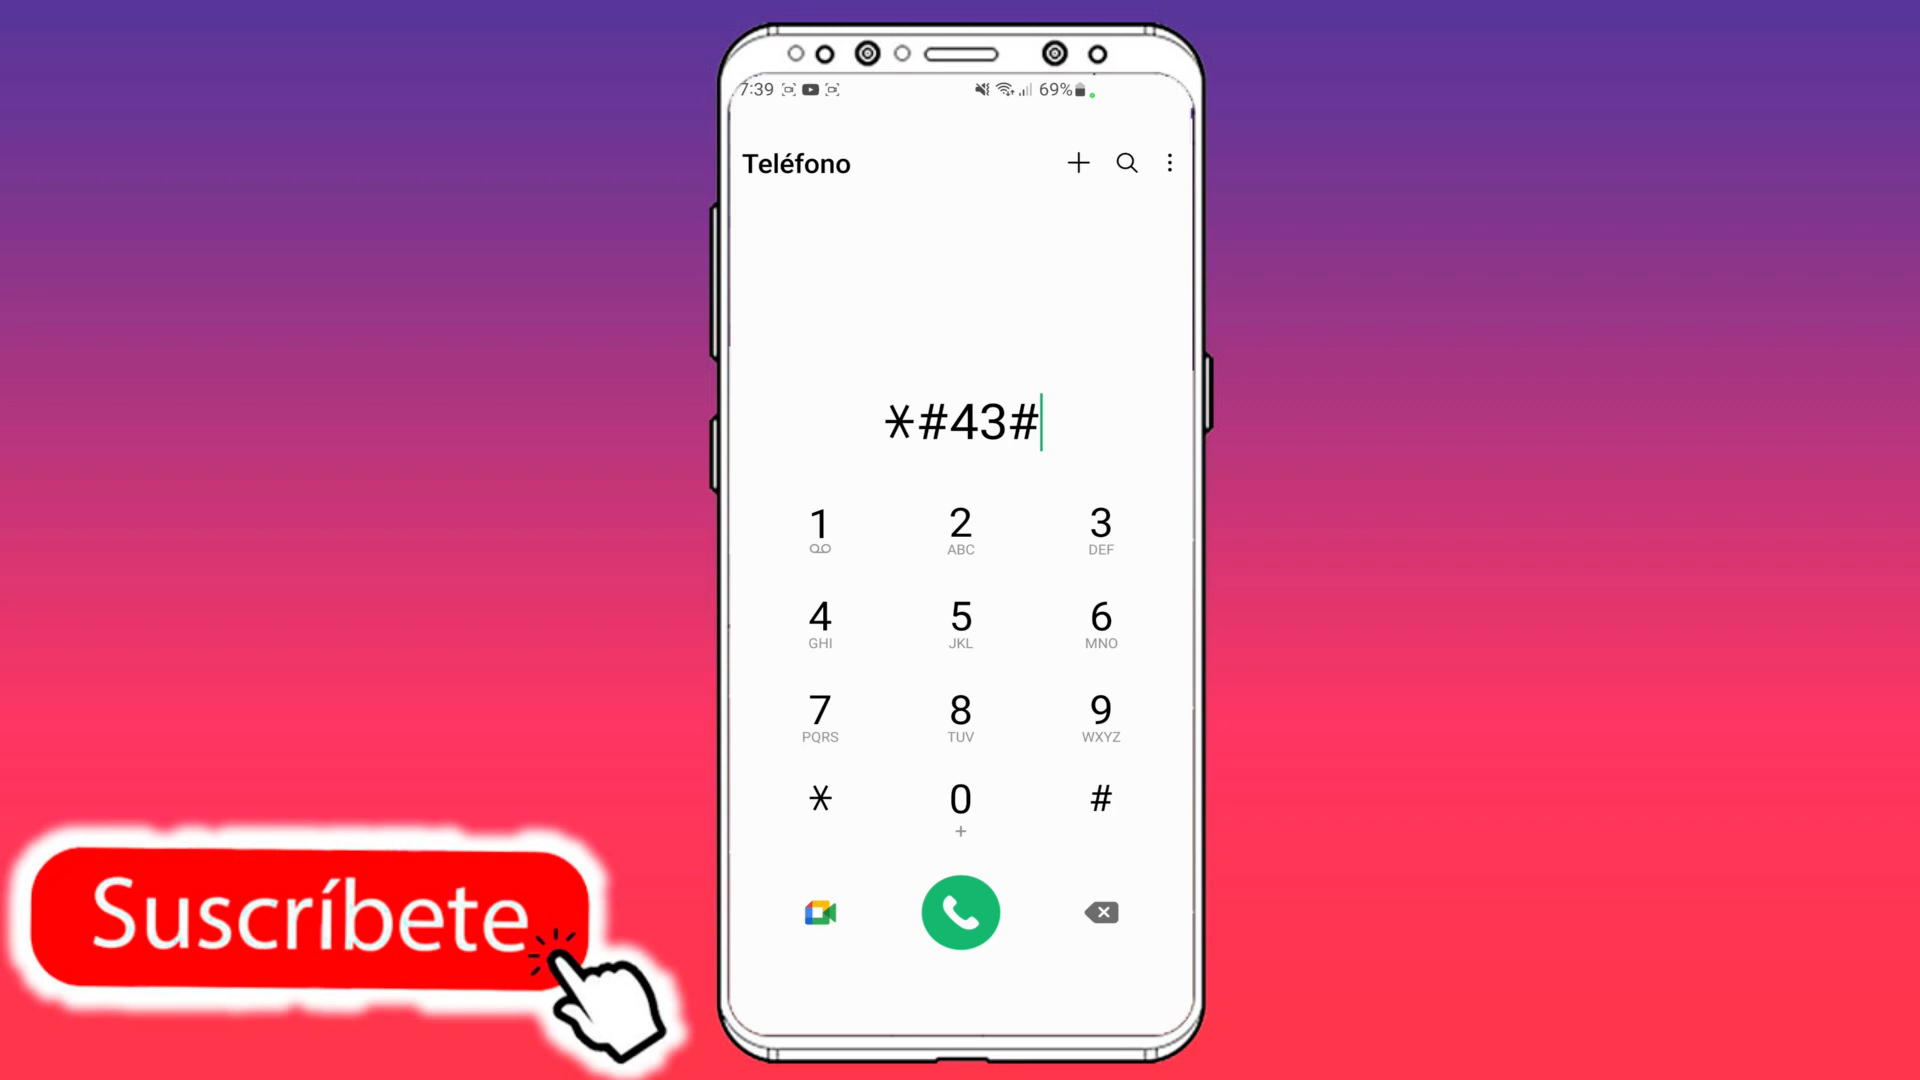 7:39 69%
Teléfono
*#43#
1 2 3
ABC DEF
4 5 6
GHI JKL MNO
7 8 9
PQRS TUV WXYZ
* 0 #
+
Suscríbete